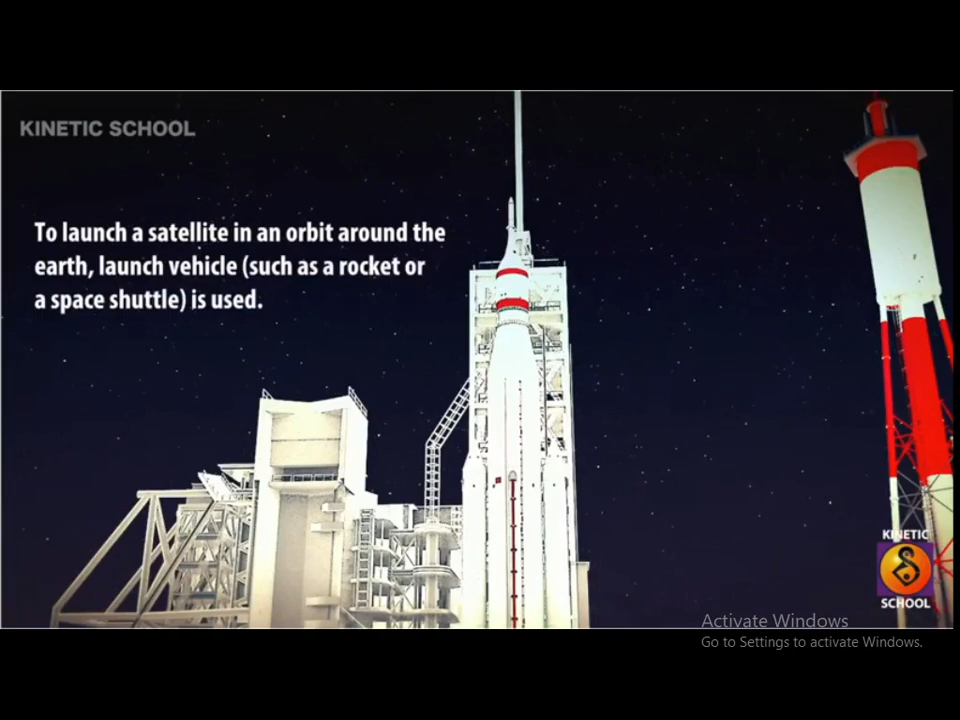 KINETIC SCHOOL
To launch a satellite in an orbit around the
earth, launch vehicle (such as a rocket or
a space shuttle) is used.
KINETIC
SCHOOL
Activate Windows
Go to Settings to activate Windows.